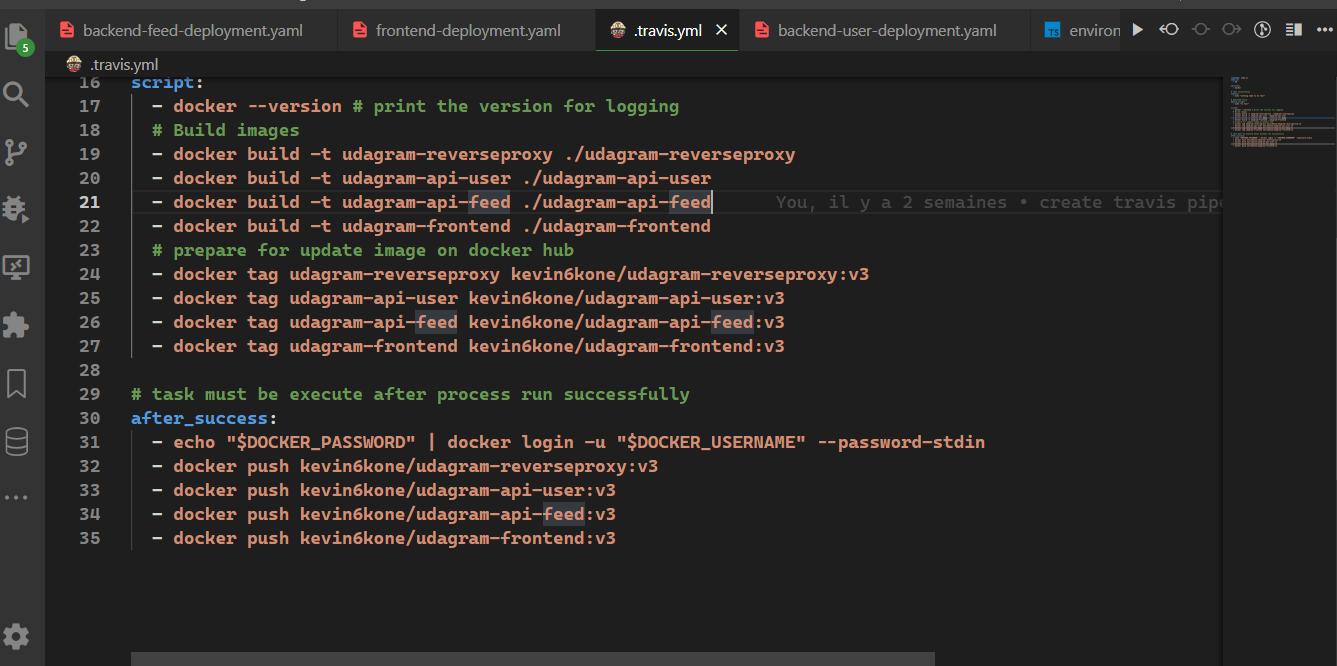 backend-feed-deployment.yaml frontend-deployment.yaml .travis.yml backend-user-deployment.yaml TS environ
5 .travis.yml
16 script:
17 - docker --version # print the version for logging
18 # Build images
19 - docker build -t udagram-reverseproxy ./udagram-reverseproxy
20 - docker build -t udagram-api-user ./udagram-api-user
21 - docker build -t udagram-api-feed ./udagram-api-feed You, il y a 2 semaines • create travis pipe
22 - docker build -t udagram-frontend ./udagram-frontend
23 # prepare for update image on docker hub
24 - docker tag udagram-reverseproxy kevin6kone/udagram-reverseproxy:v3
25 - docker tag udagram-api-user kevin6kone/udagram-api-user:v3
26 - docker tag udagram-api-feed kevin6kone/udagram-api-feed:v3
27 - docker tag udagram-frontend kevin6kone/udagram-frontend:v3
28
29 # task must be execute after process run successfully
30 after_success:
31 - echo "$DOCKER_PASSWORD" | docker login -u "$DOCKER_USERNAME" --password-stdin
32 - docker push kevin6kone/udagram-reverseproxy:v3
33 - docker push kevin6kone/udagram-api-user:v3
34 - docker push kevin6kone/udagram-api-feed:v3
35 - docker push kevin6kone/udagram-frontend:v3